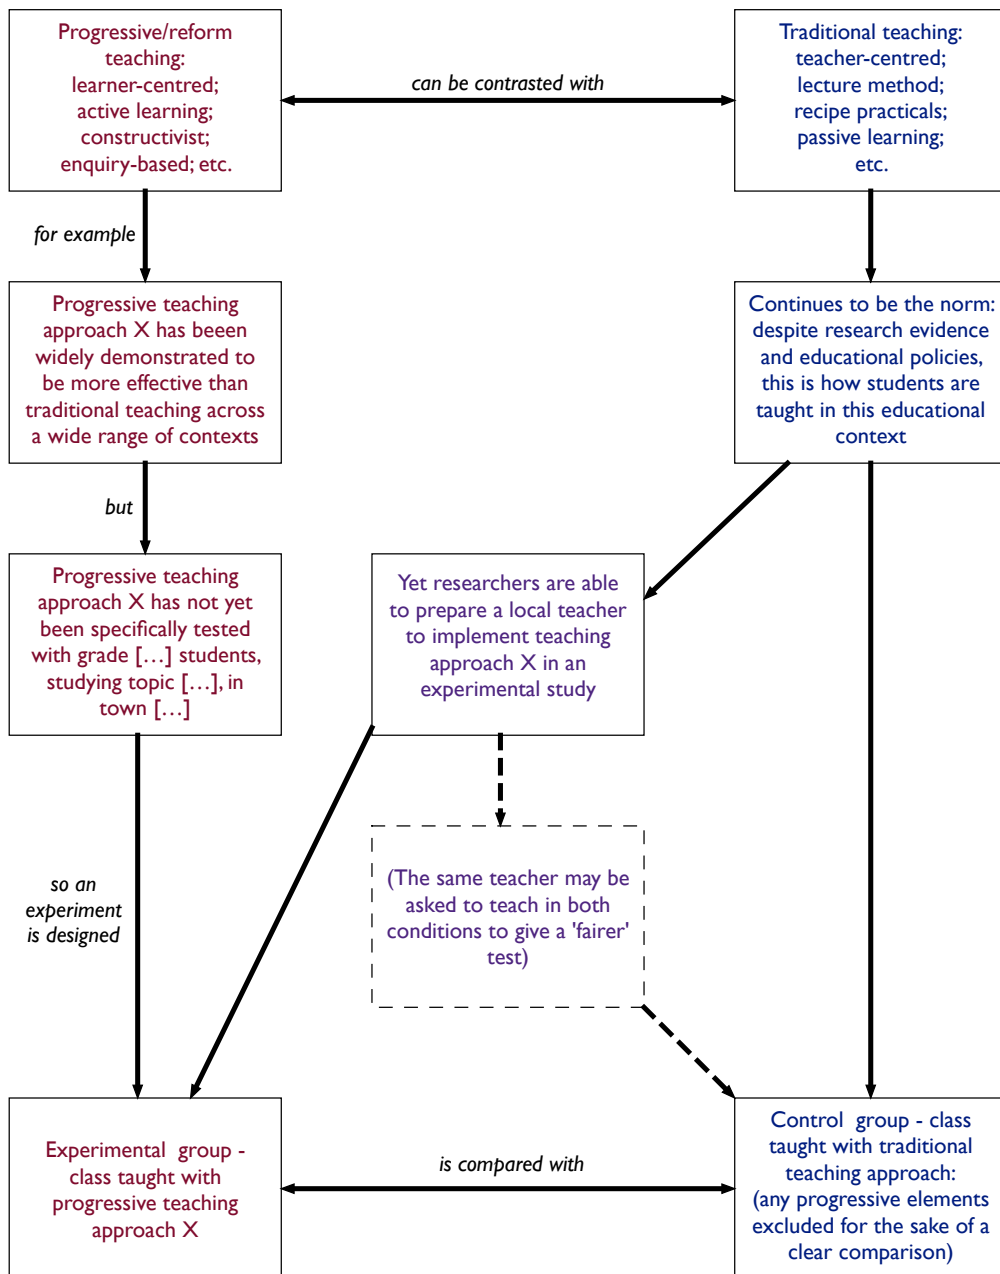 Progressive/reform
teaching:
learner-centred;
active learning;
constructivist;
enquiry-based; etc.
can be contrasted with
Traditional teaching:
teacher-centred;
lecture method;
recipe practicals;
passive learning;
etc.
for example
Progressive teaching
approach X has beeen
widely demonstrated to
be more effective than
traditional teaching across
a wide range of contexts
Continues to be the norm:
despite research evidence
and educational policies,
this is how students are
taught in this educational
context
but
Progressive teaching
approach X has not yet
been specifically tested
with grade […] students,
studying topic […], in
town […]
Yet researchers are able
to prepare a local teacher
to implement teaching
approach X in an
experimental study
(The same teacher may be
asked to teach in both
conditions to give a 'fairer'
test)
so an
experiment
is designed
Experimental  group -
class taught with
progressive teaching
approach X
is compared with
Control  group - class
taught with traditional
teaching approach:
(any progressive elements
excluded for the sake of a
clear comparison)